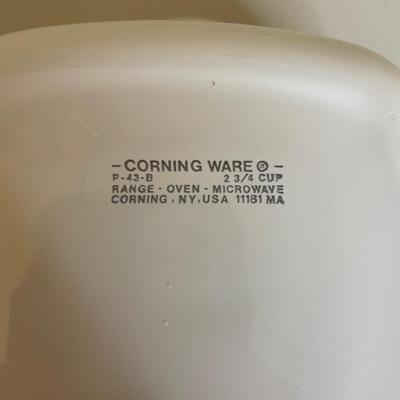 - CORNING WARE ® -
P-43-B 2 3/4 CUP
RANGE - OVEN - MICROWAVE
CORNING, NY, USA 11181 MA